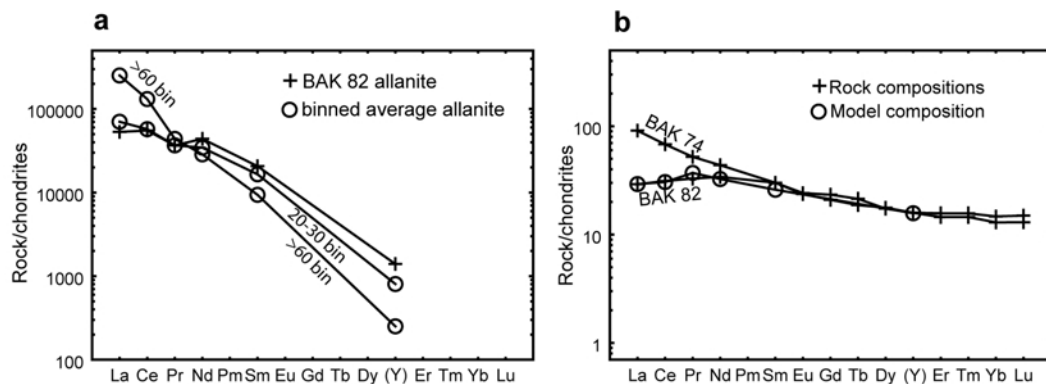 a
Rock/chondrites
100000
10000
1000
100
>60 bin
+ BAK 82 allanite
binned average allanite
20-30 bin
>60 bin
La Ce Pr Nd Pm Sm Eu Gd Tb Dy (Y) Er Tm Yb Lu
b
Rock/chondrites
100
10
1
+ Rock compositions
Model composition
BAK 74
BAK 82
La Ce Pr Nd Pm Sm Eu Gd Tb Dy (Y) Er Tm Yb Lu